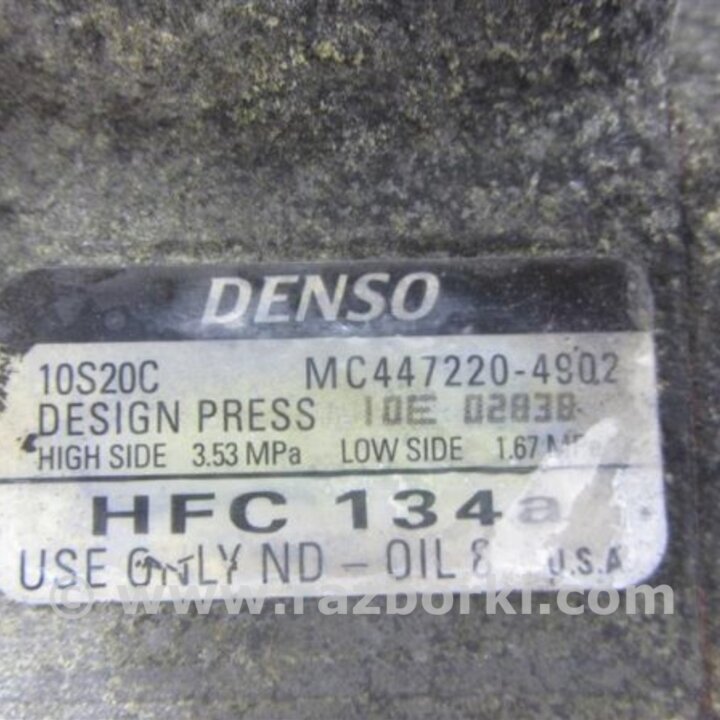 DENSO
10S20C MC447220-4902
DESIGN PRESS 10E 02838
HIGH SIDE 3.53 MPa LOW SIDE 1.67 MPa
HFC 134a
USE ONLY ND-OIL 8 U.S.A
© www.razborki.com